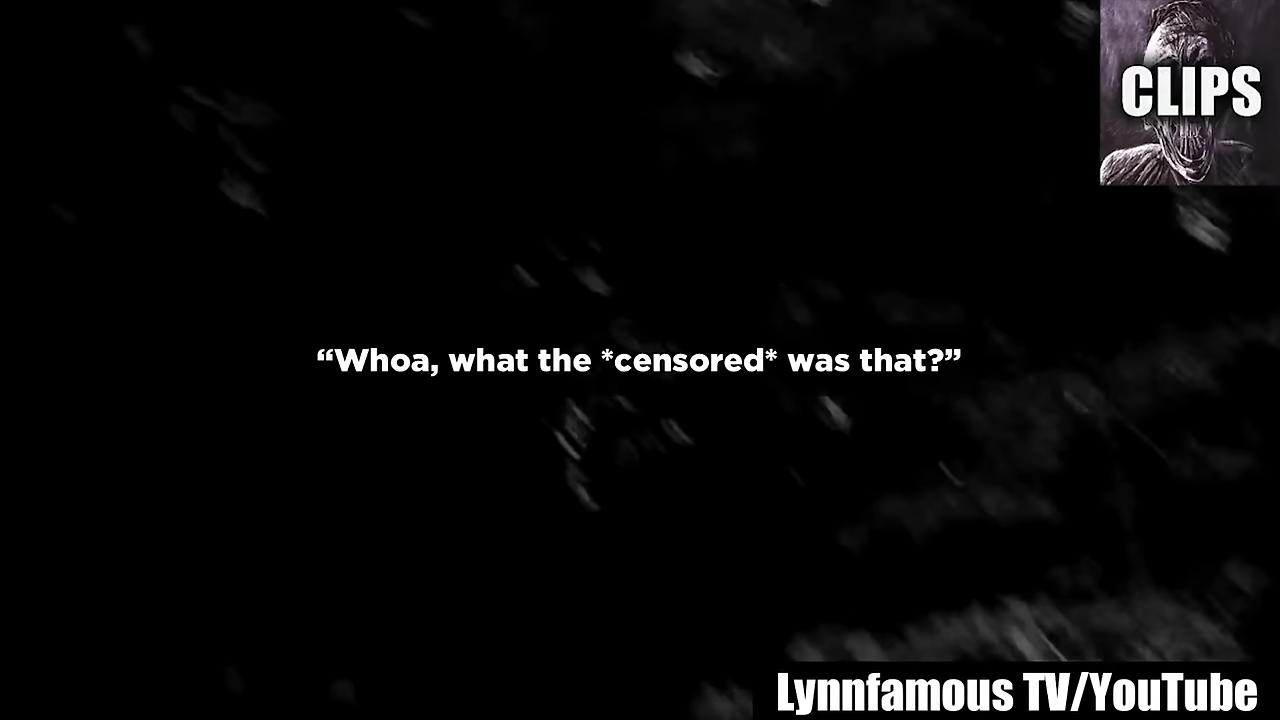 CLIPS
“Whoa, what the *censored* was that?”
Lynnfamous TV/YouTube